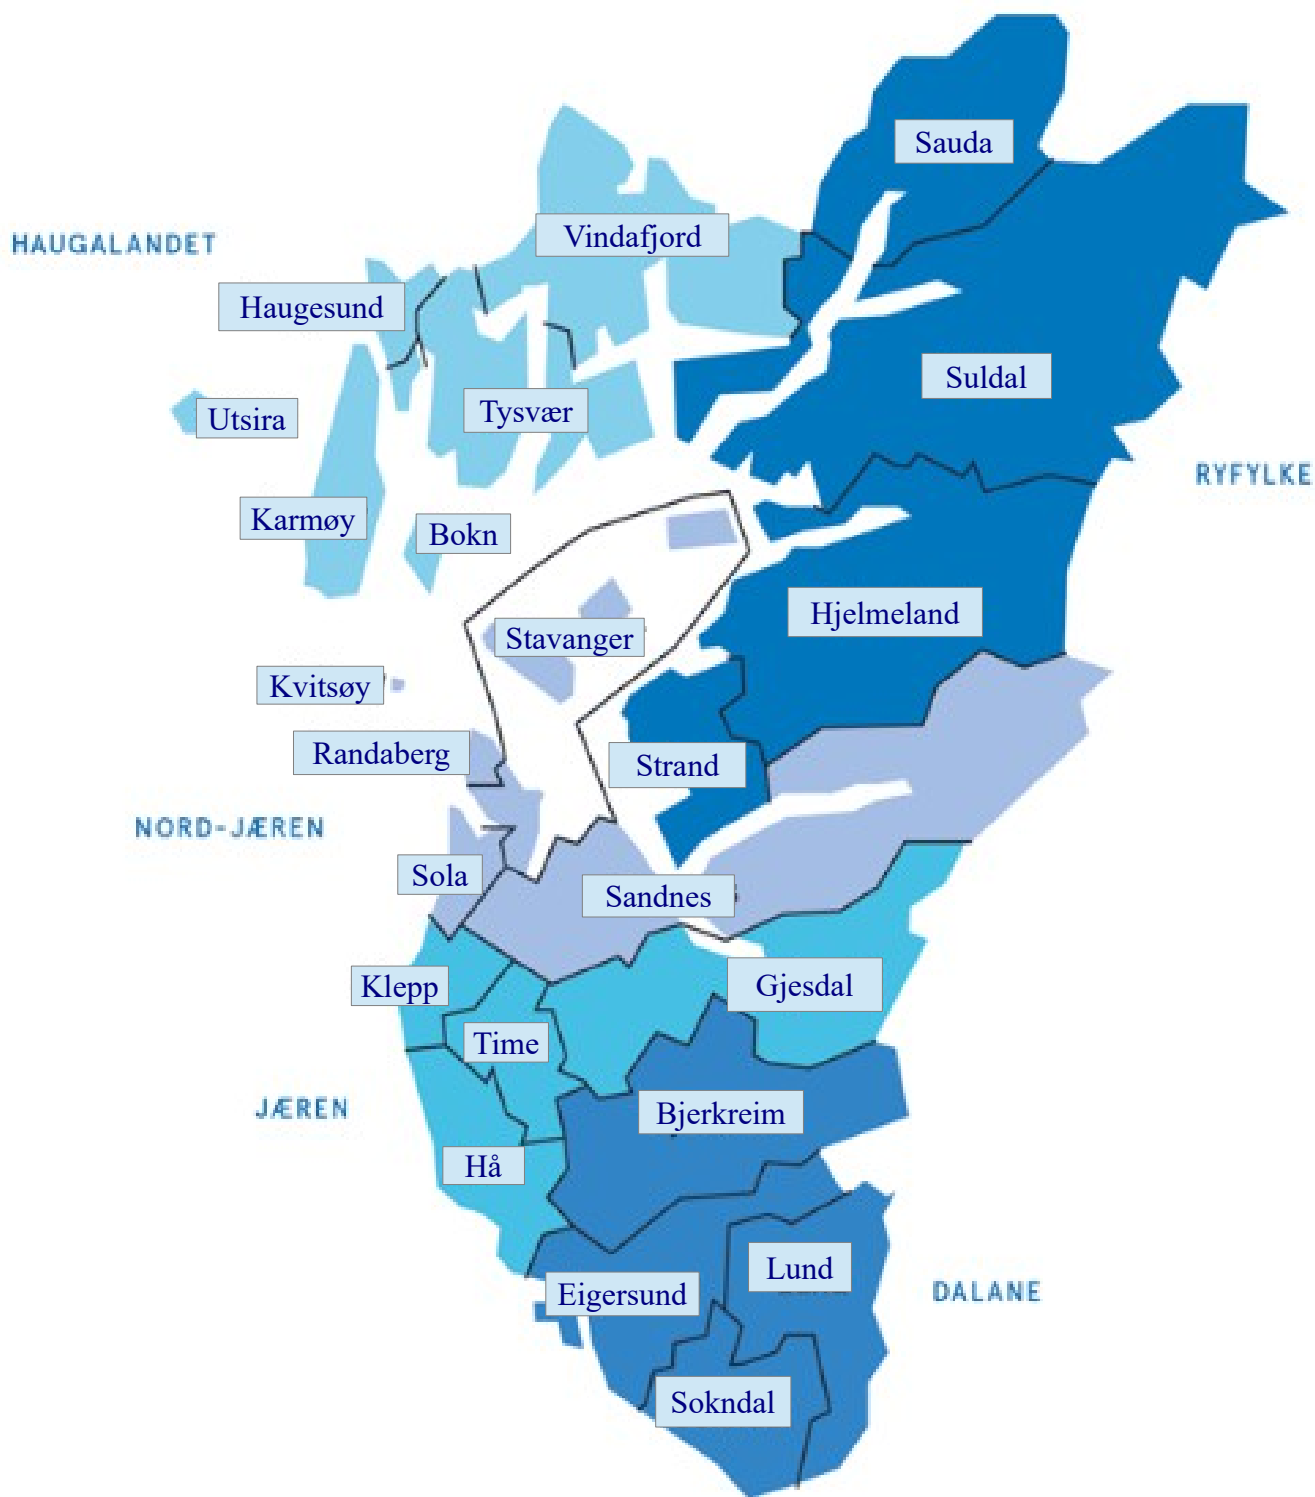 Sauda
Vindafjord
HAUGALANDET
Haugesund
Suldal
Utsira
Tysvær
RYFYLKE
Karmøy
Bokn
Hjelmeland
Stavanger
Kvitsøy
Randaberg
Strand
NORD-JÆREN
Sola
Sandnes
Klepp
Gjesdal
Time
JÆREN
Bjerkreim
Hå
Lund
Eigersund
DALANE
Sokndal